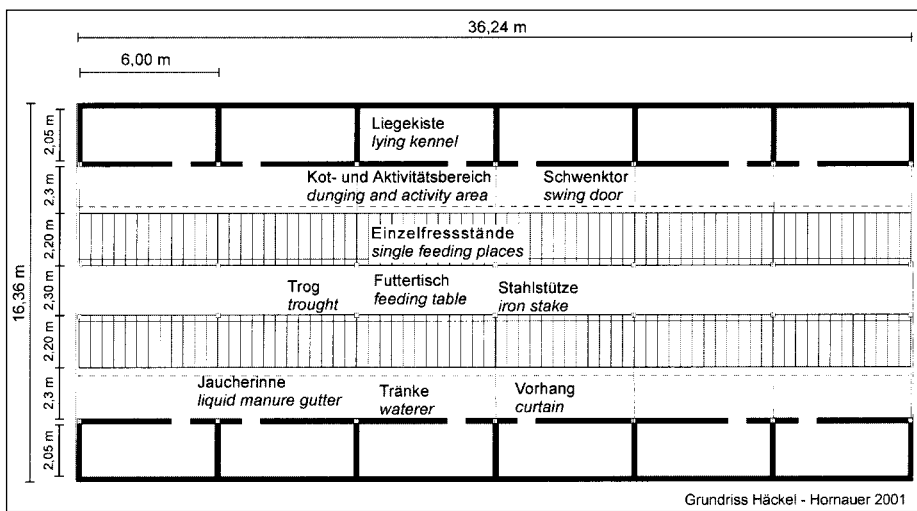 36,24 m
6,00 m
16,36 m
2,05 m
2,3 m
2,20 m
2,30 m
2,20 m
2,3 m
2,05 m
Liegekiste
lying kennel
Kot- und Aktivitätsbereich
dunging and activity area
Schwenktor
swing door
Einzelfressstände
single feeding places
Trog
trought
Futtertisch
feeding table
Stahlstütze
iron stake
Jaucherinne
liquid manure gutter
Tränke
waterer
Vorhang
curtain
Grundriss Häckel - Hornauer 2001